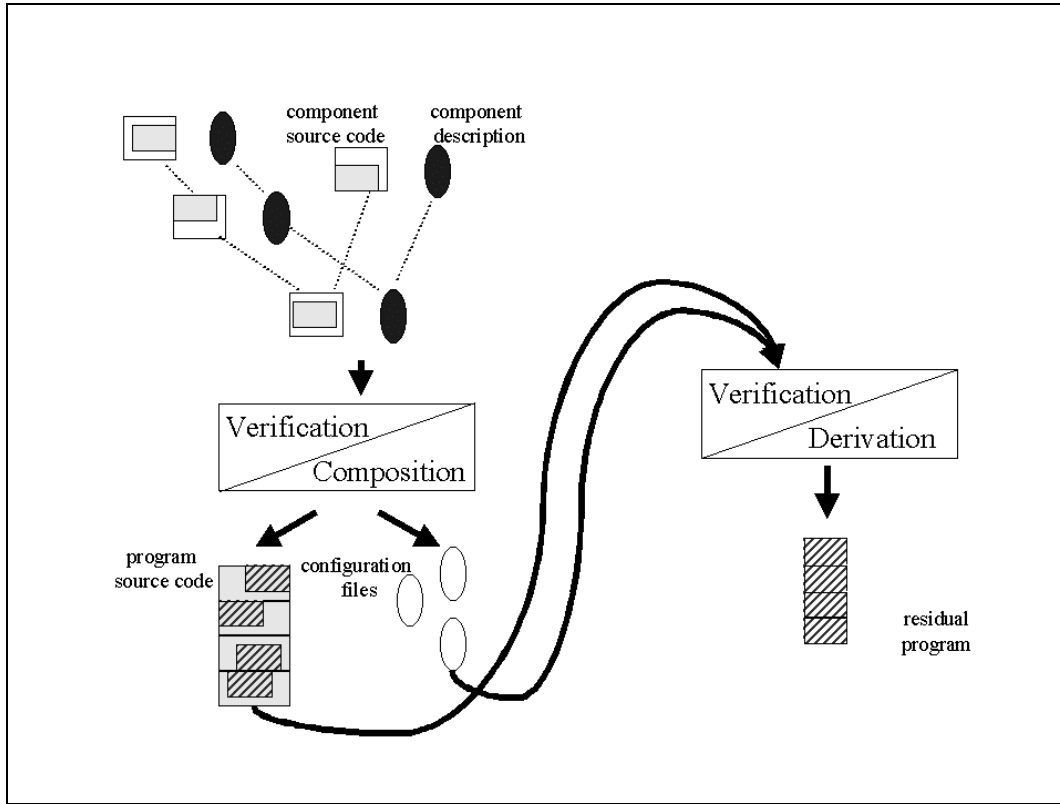 component
source code
component
description
Verification
Composition
Verification
Derivation
program
source code
configuration
files
residual
program